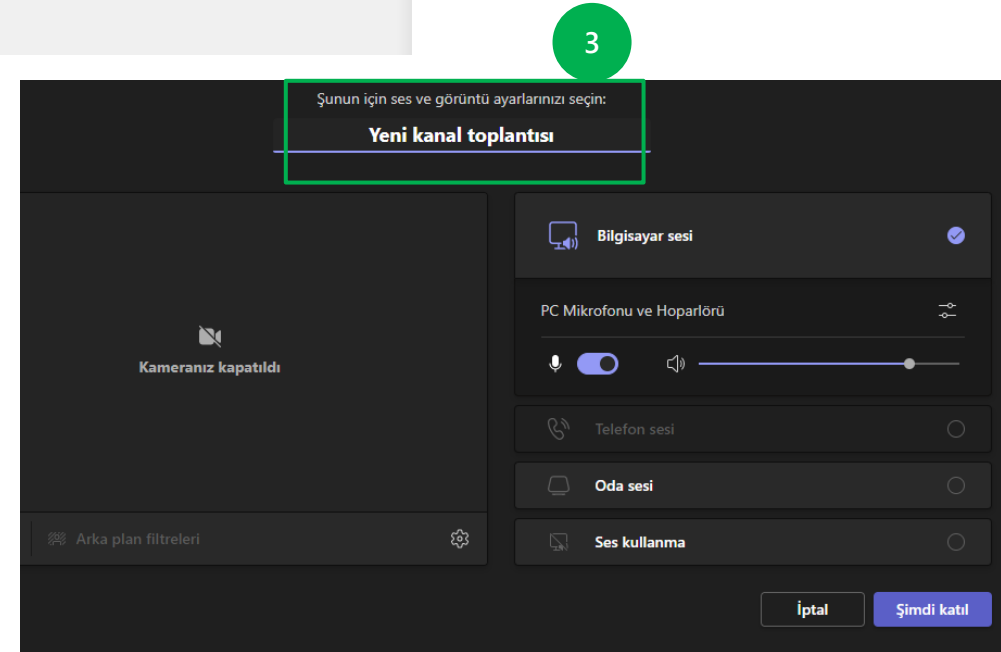 3
Şunun için ses ve görüntü ayarlarınızı seçin:
Yeni kanal toplantısı
Bilgisayar sesi
PC Mikrofonu ve Hoparlörü
Kameranız kapatıldı
Telefon sesi
Oda sesi
Arka plan filtreleri
Ses kullanma
İptal
Şimdi katıl